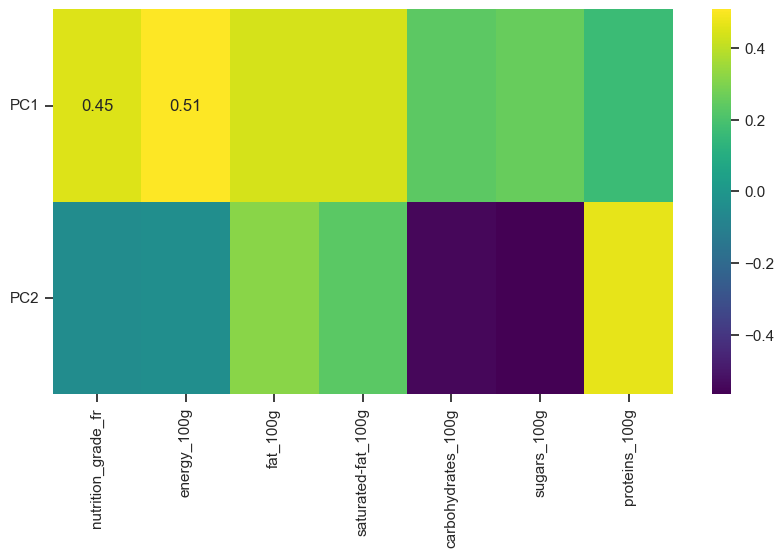 PC1
0.45
0.51
PC2
nutrition_grade_fr
energy_100g
fat_100g
saturated-fat_100g
carbohydrates_100g
sugars_100g
proteins_100g
0.4
0.2
0.0
−0.2
−0.4